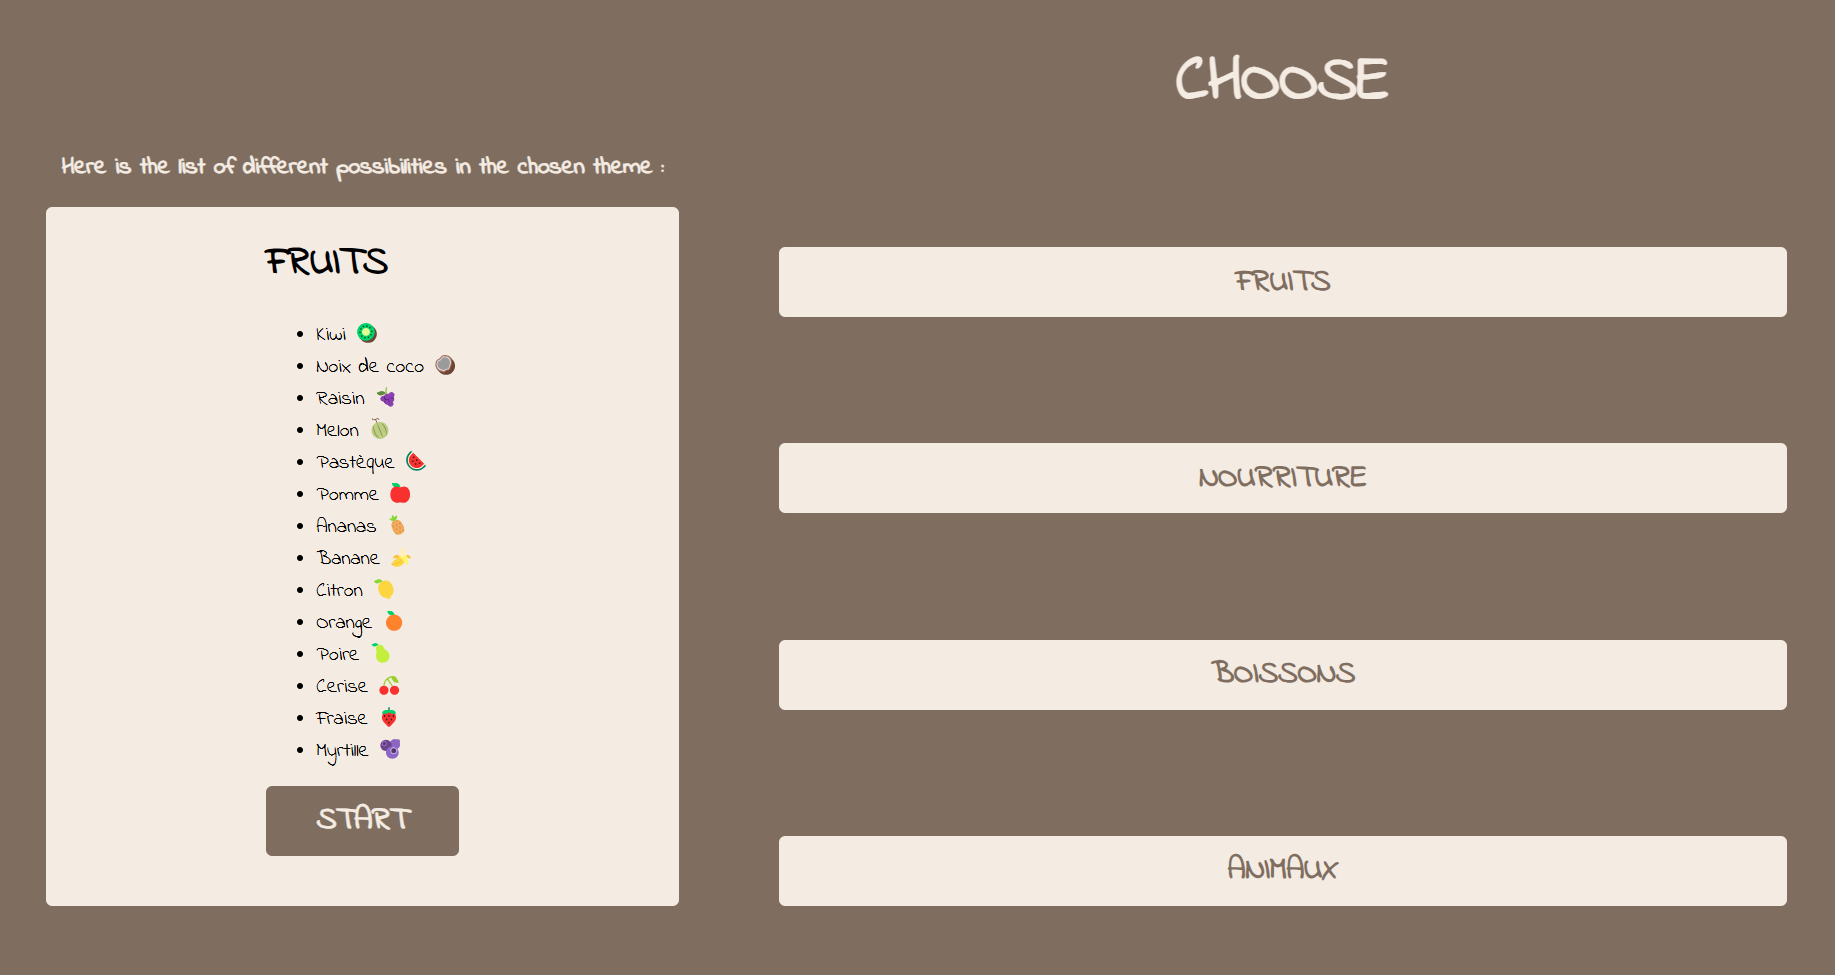 CHOOSE
Here is the list of different possibilities in the chosen theme :
FRUITS
Kiwi
Noix de coco
Raisin
Melon
Pastèque
Pomme
Ananas
Banane
Citron
Orange
Poire
Cerise
Fraise
Myrtille
START
FRUITS
NOURRITURE
BOISSONS
ANIMAUX